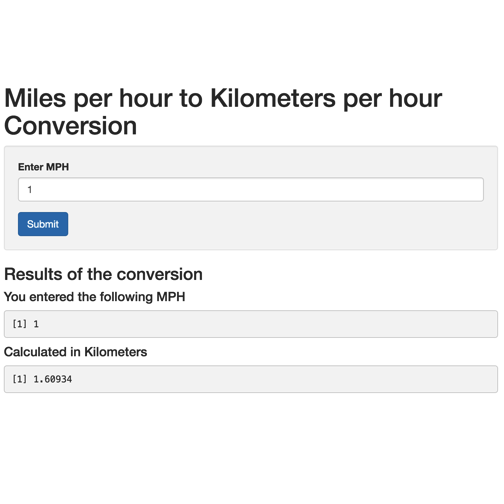 Miles per hour to Kilometers per hour
Conversion
Enter MPH
1
Submit
Results of the conversion
You entered the following MPH
[1] 1
Calculated in Kilometers
[1] 1.60934